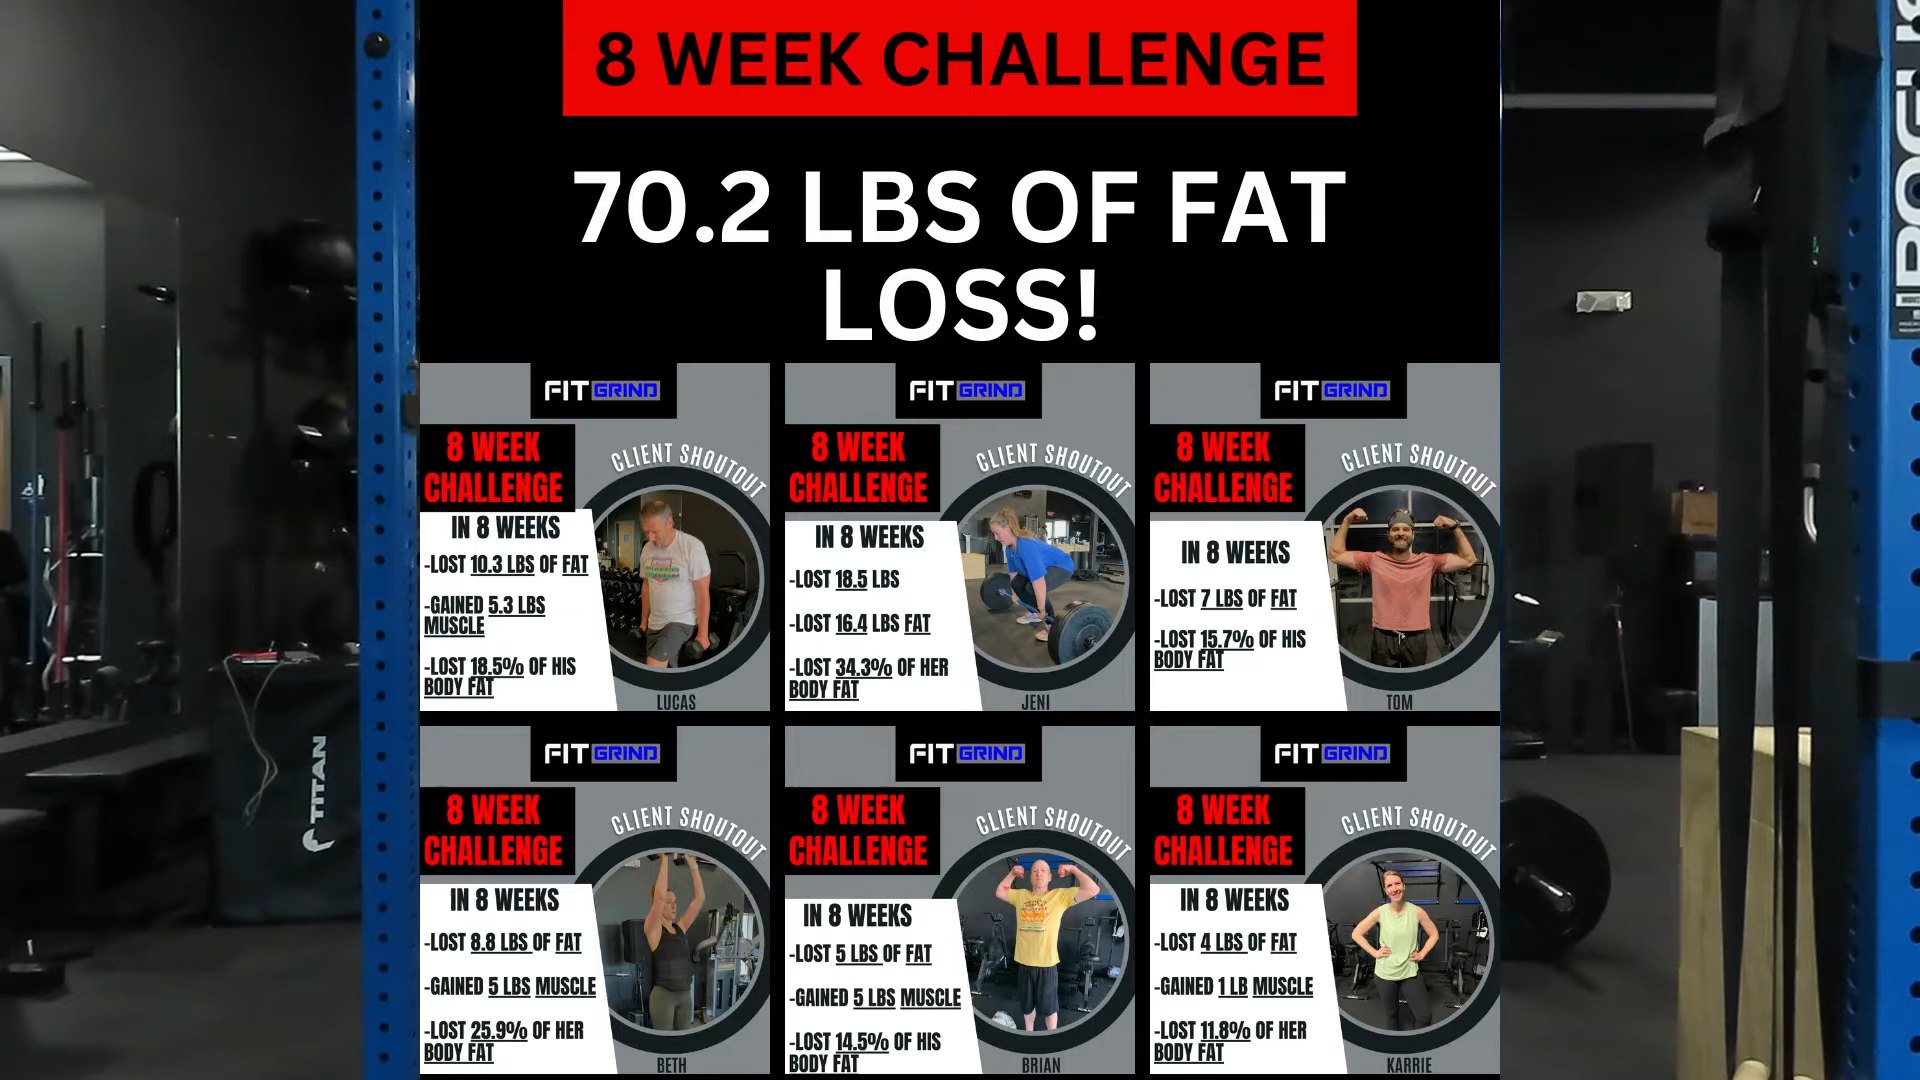 8 WEEK CHALLENGE
70.2 LBS OF FAT
LOSS!
FIT GRIND
8 WEEK
CHALLENGE
CLIENT SHOUTOUT
IN 8 WEEKS
-LOST 10.3 LBS OF FAT
-GAINED 5.3 LBS
MUSCLE
-LOST 18.5% OF HIS
BODY FAT
LUCAS
FIT GRIND
8 WEEK
CHALLENGE
CLIENT SHOUTOUT
IN 8 WEEKS
-LOST 18.5 LBS
-LOST 16.4 LBS FAT
-LOST 34.3% OF HER
BODY FAT
JENI
FIT GRIND
8 WEEK
CHALLENGE
CLIENT SHOUTOUT
IN 8 WEEKS
-LOST 7 LBS OF FAT
-LOST 15.7% OF HIS
BODY FAT
TOM
FIT GRIND
8 WEEK
CHALLENGE
CLIENT SHOUTOUT
IN 8 WEEKS
-LOST 8.8 LBS OF FAT
-GAINED 5 LBS MUSCLE
-LOST 25.9% OF HER
BODY FAT
BETH
FIT GRIND
8 WEEK
CHALLENGE
CLIENT SHOUTOUT
IN 8 WEEKS
-LOST 5 LBS OF FAT
-GAINED 5 LBS MUSCLE
-LOST 14.5% OF HIS
BODY FAT
BRIAN
FIT GRIND
8 WEEK
CHALLENGE
CLIENT SHOUTOUT
IN 8 WEEKS
-LOST 4 LBS OF FAT
-GAINED 1 LB MUSCLE
-LOST 11.8% OF HER
BODY FAT
KARRIE
TITAN